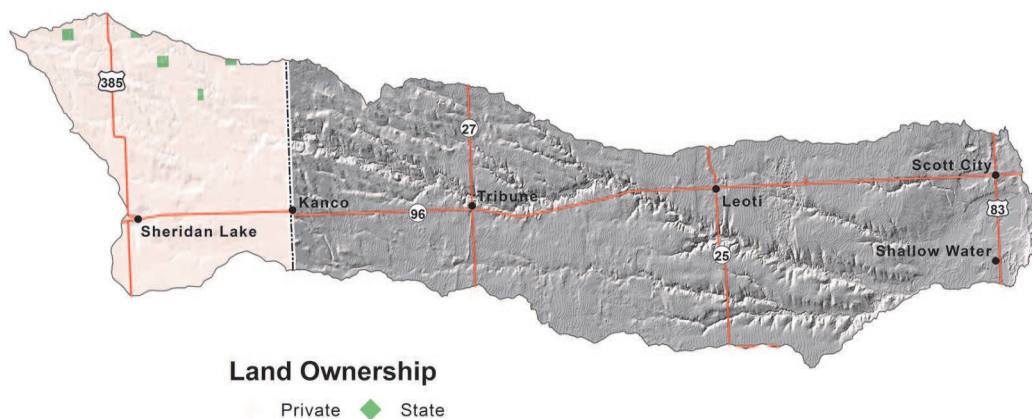 385
27
Scott City
Tribune
Kanco
Leoti
96
83
Sheridan Lake
25
Shallow Water
Land Ownership
Private State